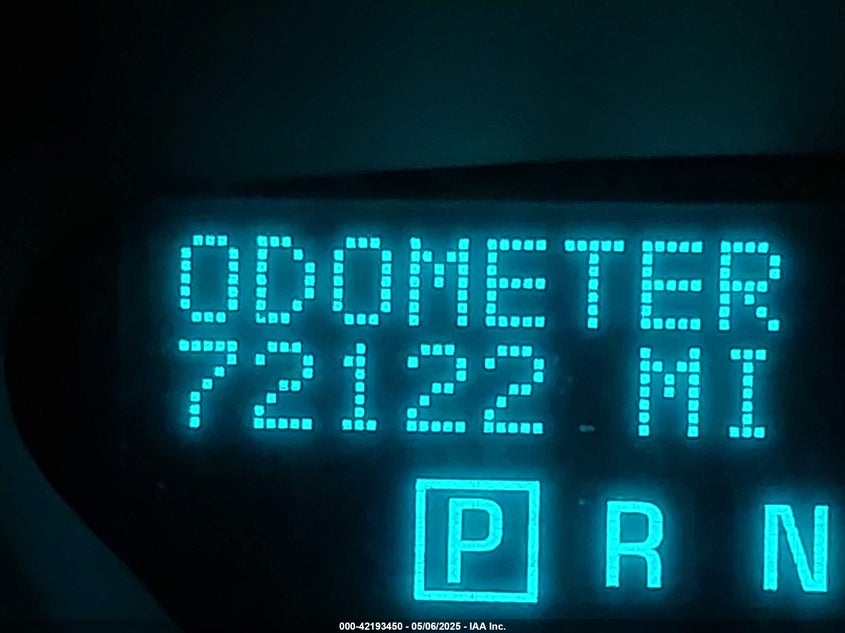 ODOMETER
72122 MI
P R N
000-42193450 - 05/06/2025 - IAA Inc.